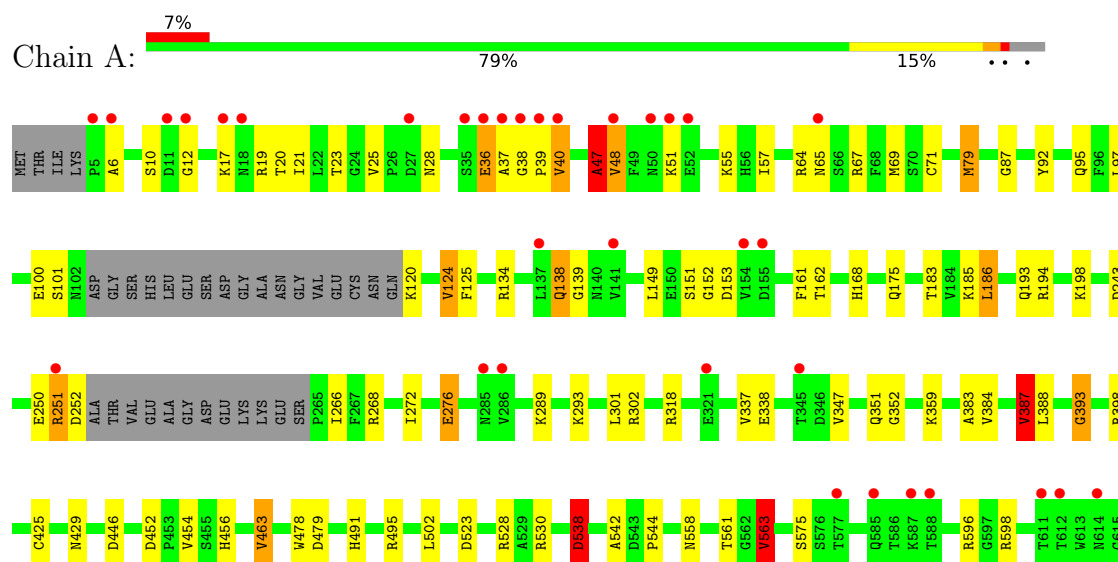 7%
Chain A:
79% 15% • • •
MET THR ILE LYS P5 A6 S10 D11 G12 K17 N18 R19 T20 I21 L22 T23 G24 V25 P26 D27 N28 S35 E36 A37 G38 P39 V40 A47 V48 F49 N50 K51 E52 K55 H56 I57 R64 N65 S66 R67 F68 M69 S70 C71 M79 G87 Y92 Q95 F96 L97
E100 S101 N102 ASP GLY SER HIS LEU GLU SER ASP GLY ALA ASN GLY VAL GLU CYS ASN GLN K120 V124 F125 R134 L137 Q138 G139 N140 V141 L149 E150 S151 G152 D153 V154 D155 F161 T162 H168 Q175 T183 V184 K185 L186 Q193 R194 K198
E250 R251 D252 ALA THR VAL GLU ALA GLY ASP GLU LYS LYS GLU SER P265 I266 F267 R268 I272 E276 N285 V286 K289 K293 L301 R302 R318 E321 V337 E338 T345 D346 V347 Q351 G352 K359 A383 V384 V387 L388 G393
C425 N429 D446 D452 P453 V454 S455 H456 V463 W478 D479 H491 R495 L502 D523 R528 A529 R530 D538 A542 D543 P544 N558 T561 G562 V563 S575 S576 T577 Q585 T586 K587 T588 R596 G597 R598 T611 T612 W613 N614 G615